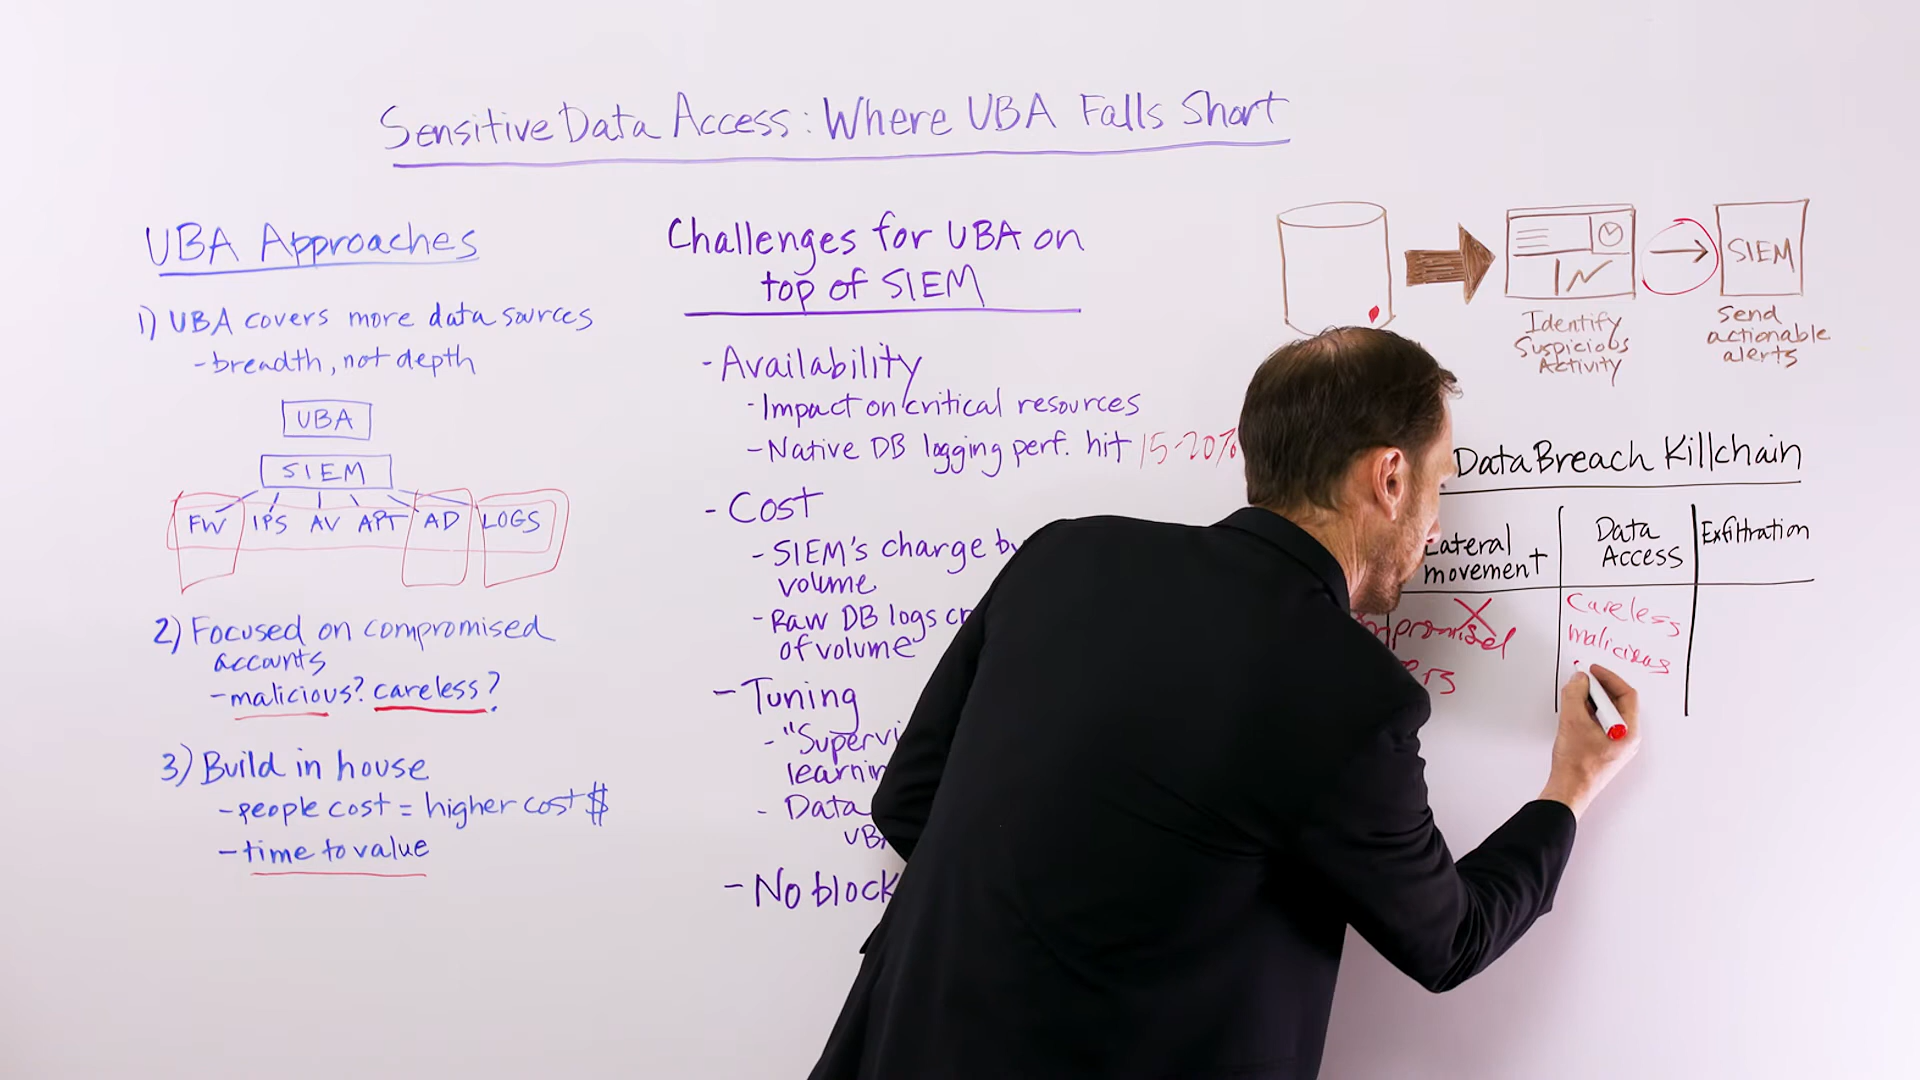 Sensitive Data Access: Where UBA Falls Short
UBA Approaches
1) UBA covers more data sources
- breadth, not depth
UBA
SIEM
FW IPS AV APT AD LOGS
2) Focused on compromised
accounts
- malicious? careless?
3) Build in house
- people cost = higher cost $
- time to value
Challenges for UBA on
top of SIEM
- Availability
- Impact on critical resources
- Native DB logging perf. hit 15-20%
- Cost
- SIEM's charge by
volume
- Raw DB logs
of volume
- Tuning
- "Supervi
learnin
- Data
UBA
- No block
SIEM
Identify
Suspicious
Activity
Send
actionable
alerts
Data Breach Killchain
Lateral
movement
Data
Access
Exfiltration
careless
malicious